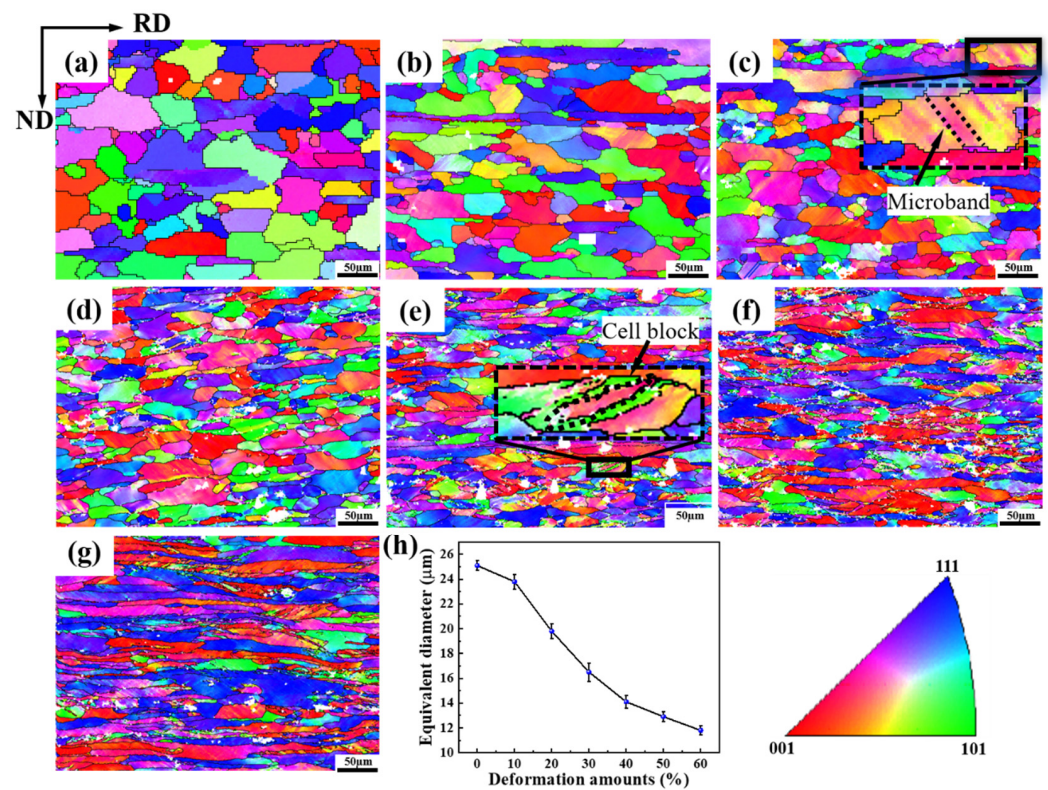 RD
ND
(a)
50μm
(b)
50μm
(c)
Microband
50μm
(d)
50μm
(e)
Cell block
50μm
(f)
50μm
(g)
50μm
(h)
Equivalent diameter (μm)
26
24
22
20
18
16
14
12
10
0 10 20 30 40 50 60
Deformation amounts (%)
111
001 101